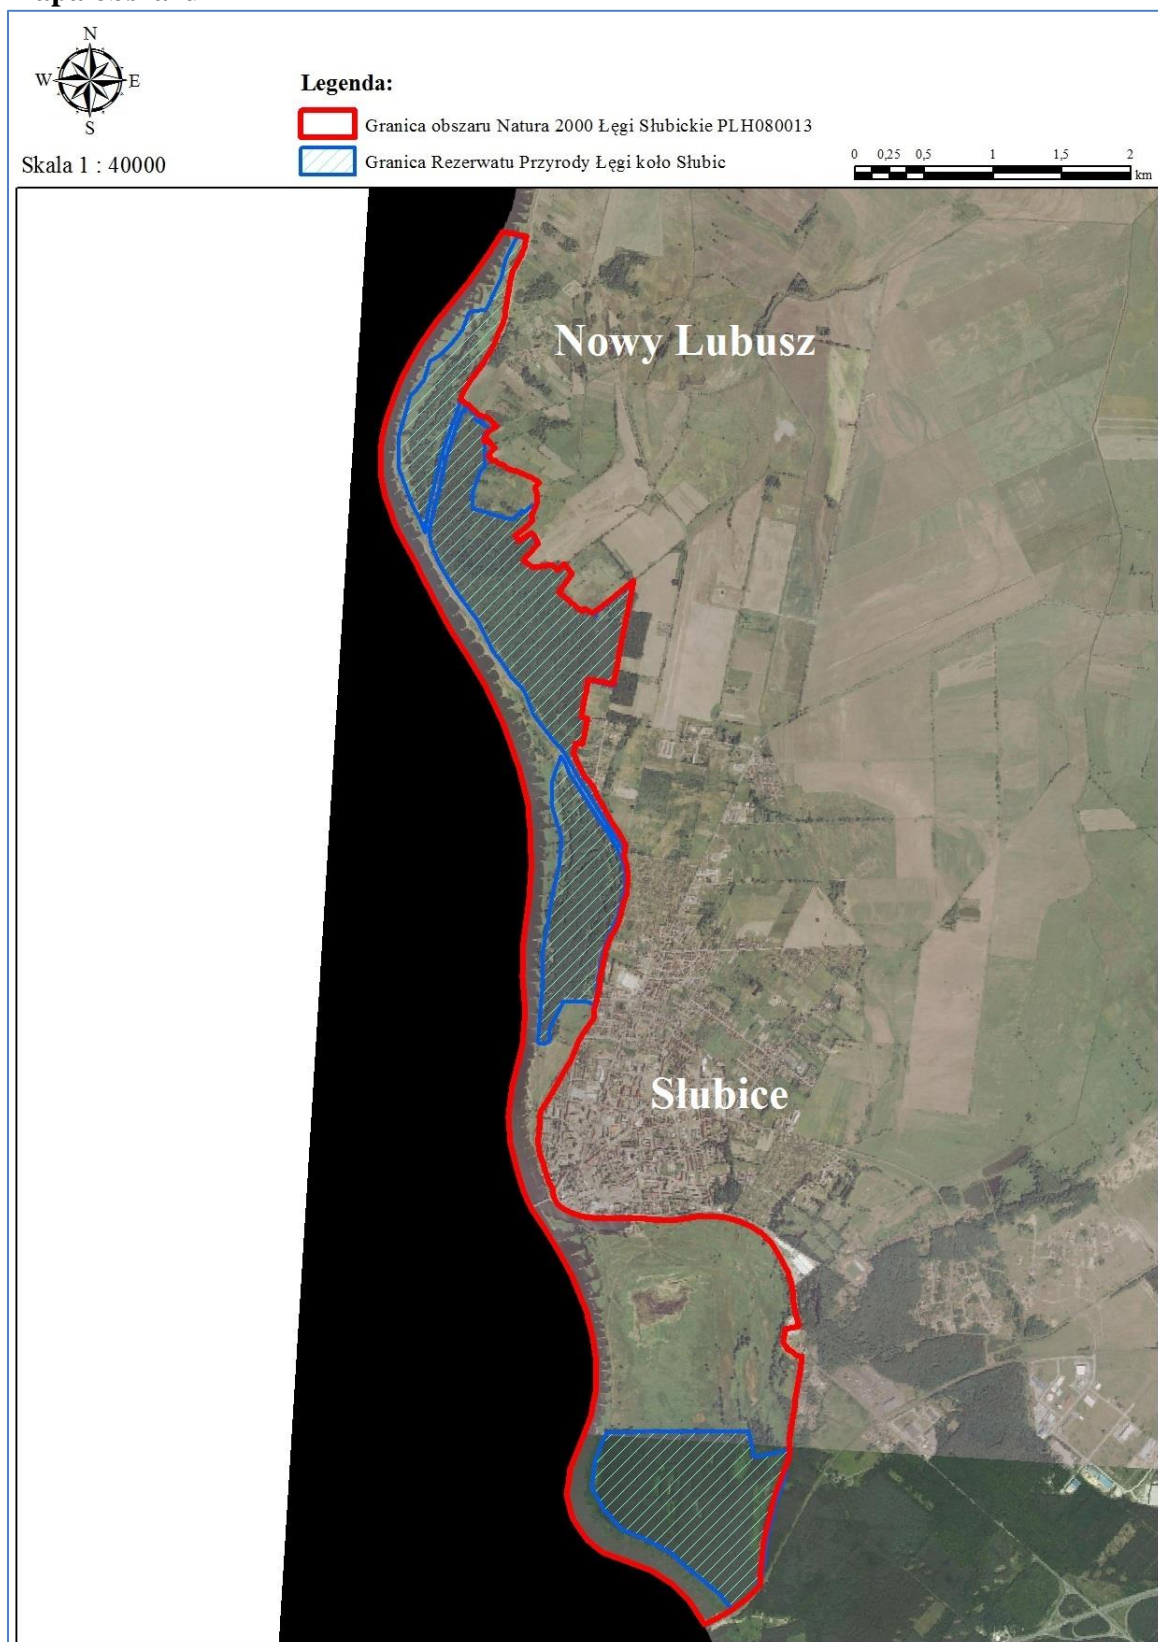 N
W E
S
Skala 1 : 40000
Legenda:
Granica obszaru Natura 2000 Łęgi Słubickie PLH080013
Granica Rezerwatu Przyrody Łęgi koło Słubic
0 0,25 0,5 1 1,5 2
km
Nowy Lubusz
Słubice